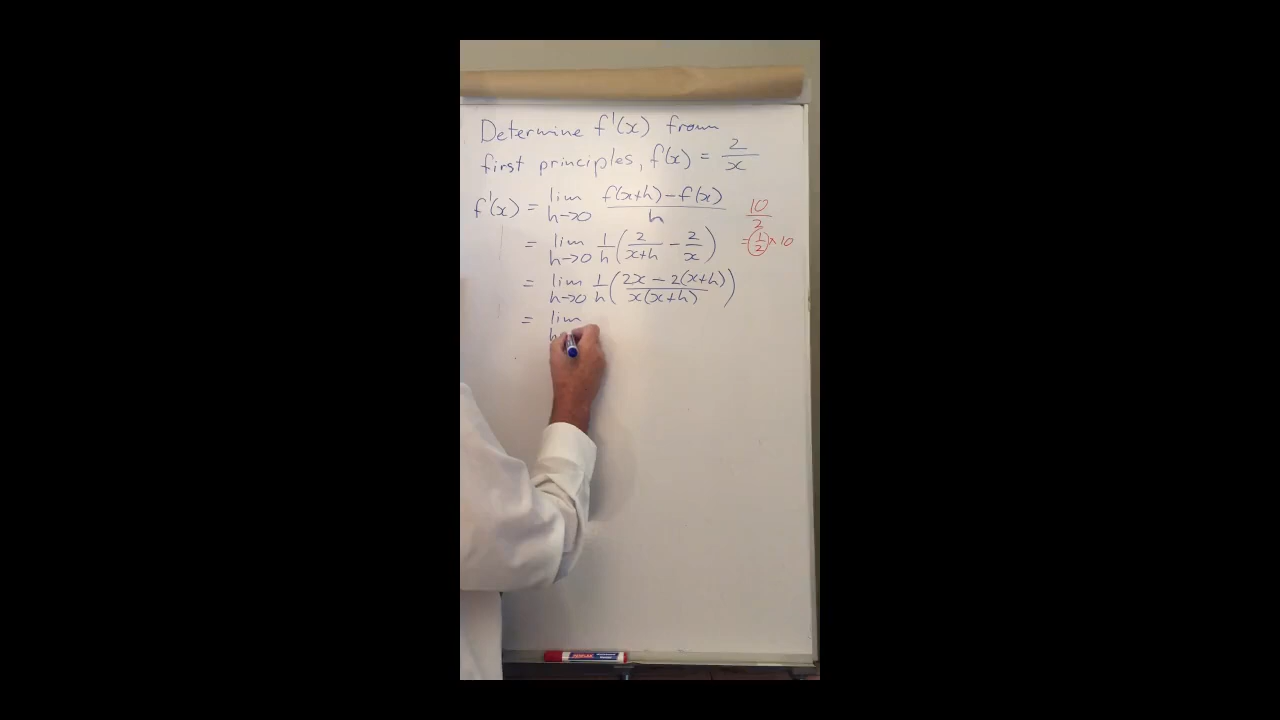 Determine f'(x) from
first principles, f(x) = 2/x
f'(x) = lim h→0 f(x+h) − f(x) / h
= lim h→0 1/h (2/x+h − 2/x)
= lim h→0 1/h (2x − 2(x+h) / x(x+h))
= lim h
10/2
= 1/2 × 10